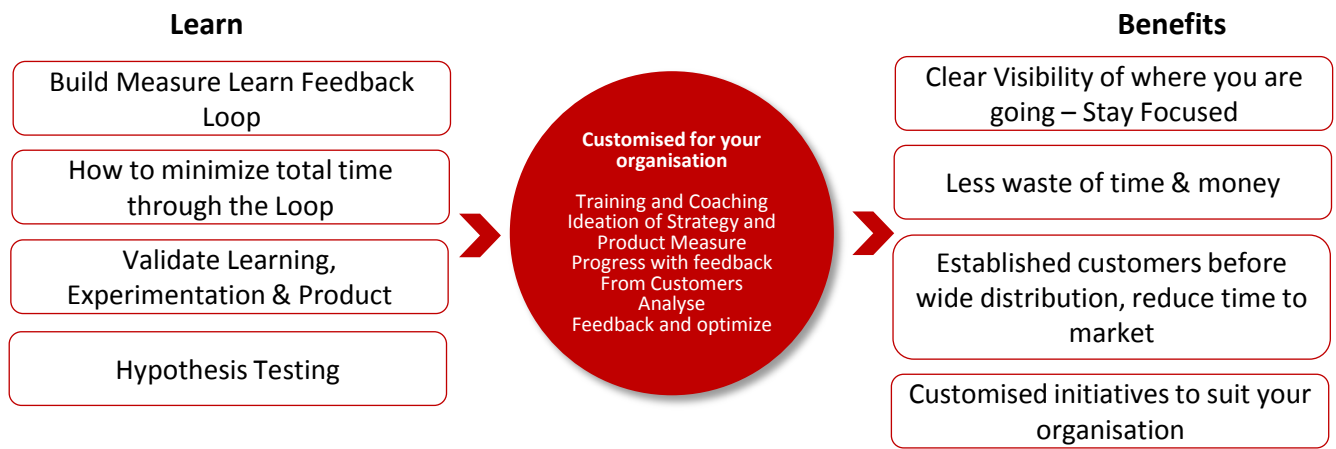 Learn
Build Measure Learn Feedback
Loop
How to minimize total time
through the Loop
Validate Learning,
Experimentation & Product
Hypothesis Testing
Customised for your
organisation
Training and Coaching
Ideation of Strategy and
Product Measure
Progress with feedback
From Customers
Analyse
Feedback and optimize
Benefits
Clear Visibility of where you are
going – Stay Focused
Less waste of time & money
Established customers before
wide distribution, reduce time to
market
Customised initiatives to suit your
organisation